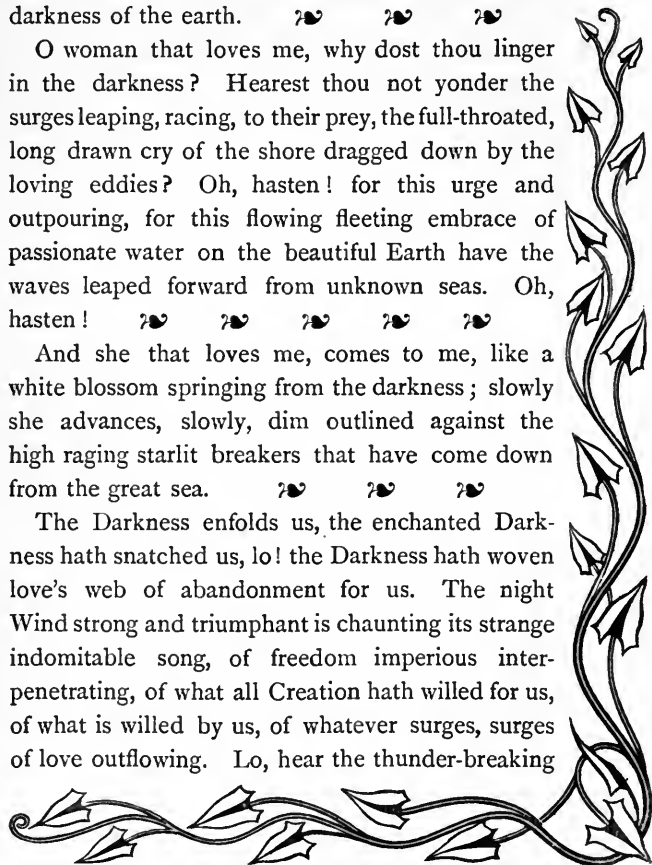 darkness of the earth. ❧ ❧ ❧
O woman that loves me, why dost thou linger
in the darkness? Hearest thou not yonder the
surges leaping, racing, to their prey, the full-throated,
long drawn cry of the shore dragged down by the
loving eddies? Oh, hasten! for this urge and
outpouring, for this flowing fleeting embrace of
passionate water on the beautiful Earth have the
waves leaped forward from unknown seas. Oh,
hasten! ❧ ❧ ❧ ❧ ❧
And she that loves me, comes to me, like a
white blossom springing from the darkness; slowly
she advances, slowly, dim outlined against the
high raging starlit breakers that have come down
from the great sea. ❧ ❧ ❧
The Darkness enfolds us, the enchanted Dark-
ness hath snatched us, lo! the Darkness hath woven
love's web of abandonment for us. The night
Wind strong and triumphant is chaunting its strange
indomitable song, of freedom imperious inter-
penetrating, of what all Creation hath willed for us,
of what is willed by us, of whatever surges, surges
of love outflowing. Lo, hear the thunder-breaking